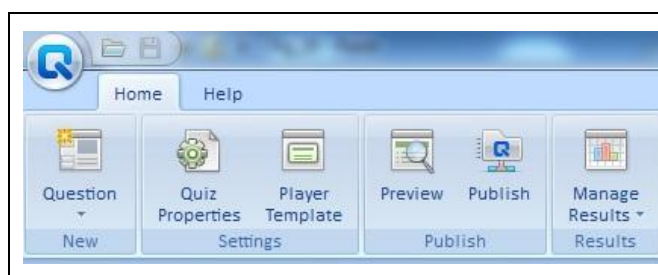 Home Help
Question Quiz Properties Player Template Preview Publish Manage Results
New Settings Publish Results